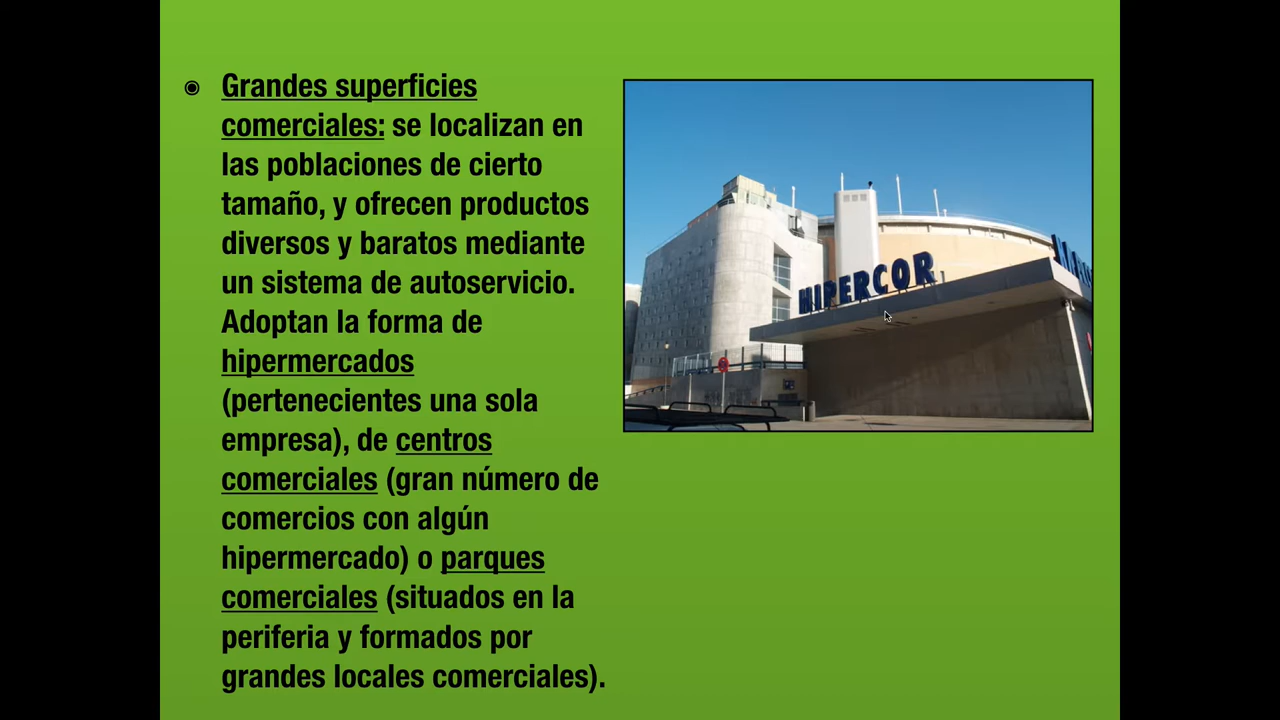 Grandes superficies
comerciales: se localizan en
las poblaciones de cierto
tamaño, y ofrecen productos
diversos y baratos mediante
un sistema de autoservicio.
Adoptan la forma de
hipermercados
(pertenecientes una sola
empresa), de centros
comerciales (gran número de
comercios con algún
hipermercado) o parques
comerciales (situados en la
periferia y formados por
grandes locales comerciales).
HIPERCOR